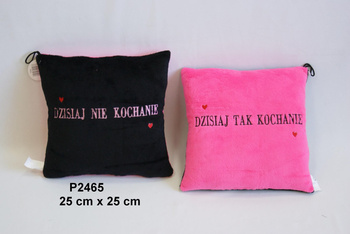 DZISIAJ NIE KOCHANIE
DZISIAJ TAK KOCHANIE
P2465
25 cm x 25 cm